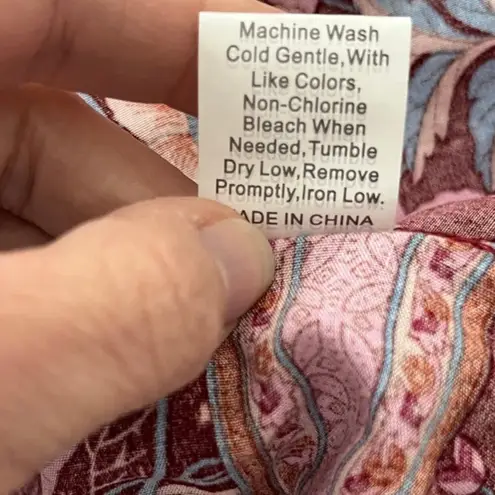 Machine Wash
Cold Gentle,With
Like Colors,
Non-Chlorine
Bleach When
Needed,Tumble
Dry Low,Remove
Promptly,Iron Low.
ADE IN CHINA